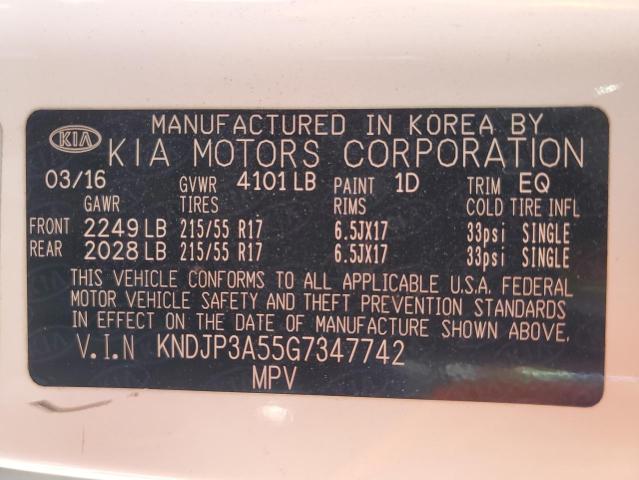 MANUFACTURED IN KOREA BY
KIA KIA MOTORS CORPORATION
03/16 GVWR 4101 LB PAINT 1D TRIM EQ
GAWR TIRES RIMS COLD TIRE INFL
FRONT 2249 LB 215/55 R17 6.5JX17 33psi SINGLE
REAR 2028 LB 215/55 R17 6.5JX17 33psi SINGLE
THIS VEHICLE CONFORMS TO ALL APPLICABLE U.S.A. FEDERAL
MOTOR VEHICLE SAFETY AND THEFT PREVENTION STANDARDS
IN EFFECT ON THE DATE OF MANUFACTURE SHOWN ABOVE.
V.I.N KNDJP3A55G7347742
MPV